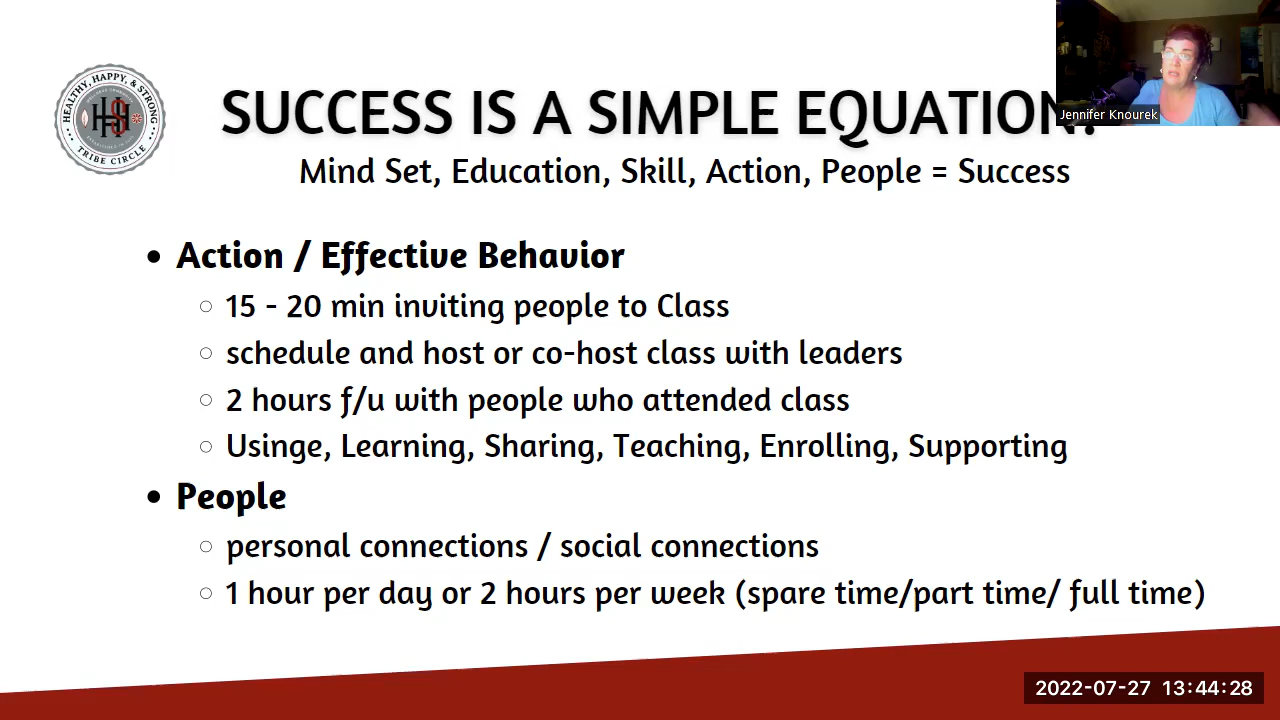 HEALTHY, HAPPY, & STRONG
HS
TRIBE CIRCLE
SUCCESS IS A SIMPLE EQUATION!
Jennifer Knourek
Mind Set, Education, Skill, Action, People = Success
• Action / Effective Behavior
○ 15 - 20 min inviting people to Class
○ schedule and host or co-host class with leaders
○ 2 hours f/u with people who attended class
○ Usinge, Learning, Sharing, Teaching, Enrolling, Supporting
• People
○ personal connections / social connections
○ 1 hour per day or 2 hours per week (spare time/part time/ full time)
2022-07-27 13:44:28